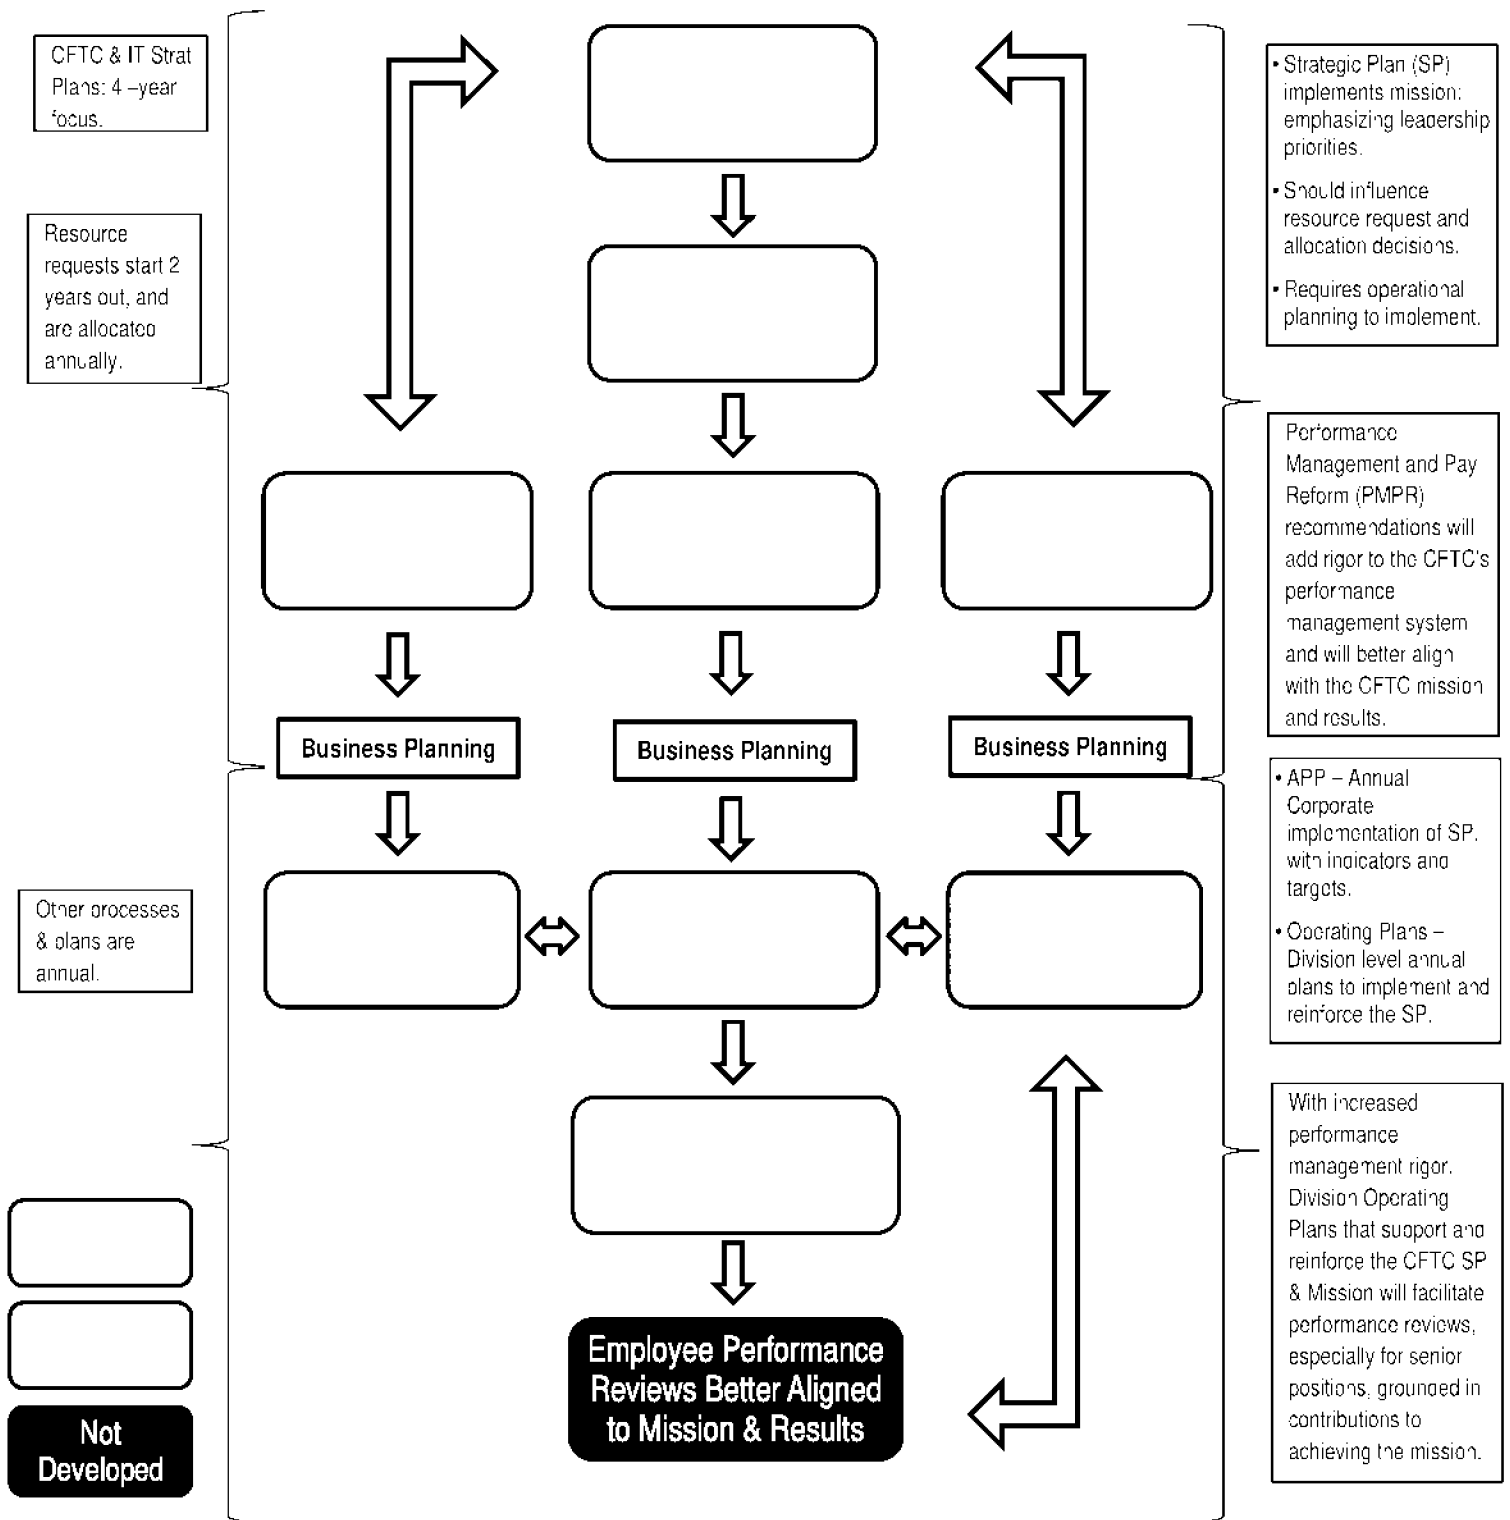 CFTC & IT Strat
Plans: 4 –year
focus.
Resource
requests start 2
years out, and
are allocated
annually.
Other processes
& plans are
annual.
Not
Developed
Business Planning
Business Planning
Business Planning
Employee Performance
Reviews Better Aligned
to Mission & Results
• Strategic Plan (SP)
implements mission:
emphasizing leadership
priorities.
• Should influence
resource request and
allocation decisions.
• Requires operational
planning to implement.
Performance
Management and Pay
Reform (PMPR)
recommendations will
add rigor to the CFTC's
performance
management system
and will better align
with the CFTC mission
and results.
• APP – Annual
Corporate
implementation of SP.
with indicators and
targets.
• Operating Plans –
Division level annual
plans to implement and
reinforce the SP.
With increased
performance
management rigor.
Division Operating
Plans that support and
reinforce the CFTC SP
& Mission will facilitate
performance reviews,
especially for senior
positions, grounded in
contributions to
achieving the mission.